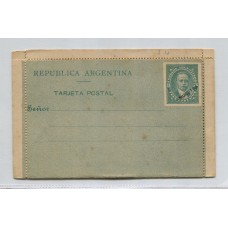 REPUBLICA ARGENTINA
TARJETA POSTAL
Señor